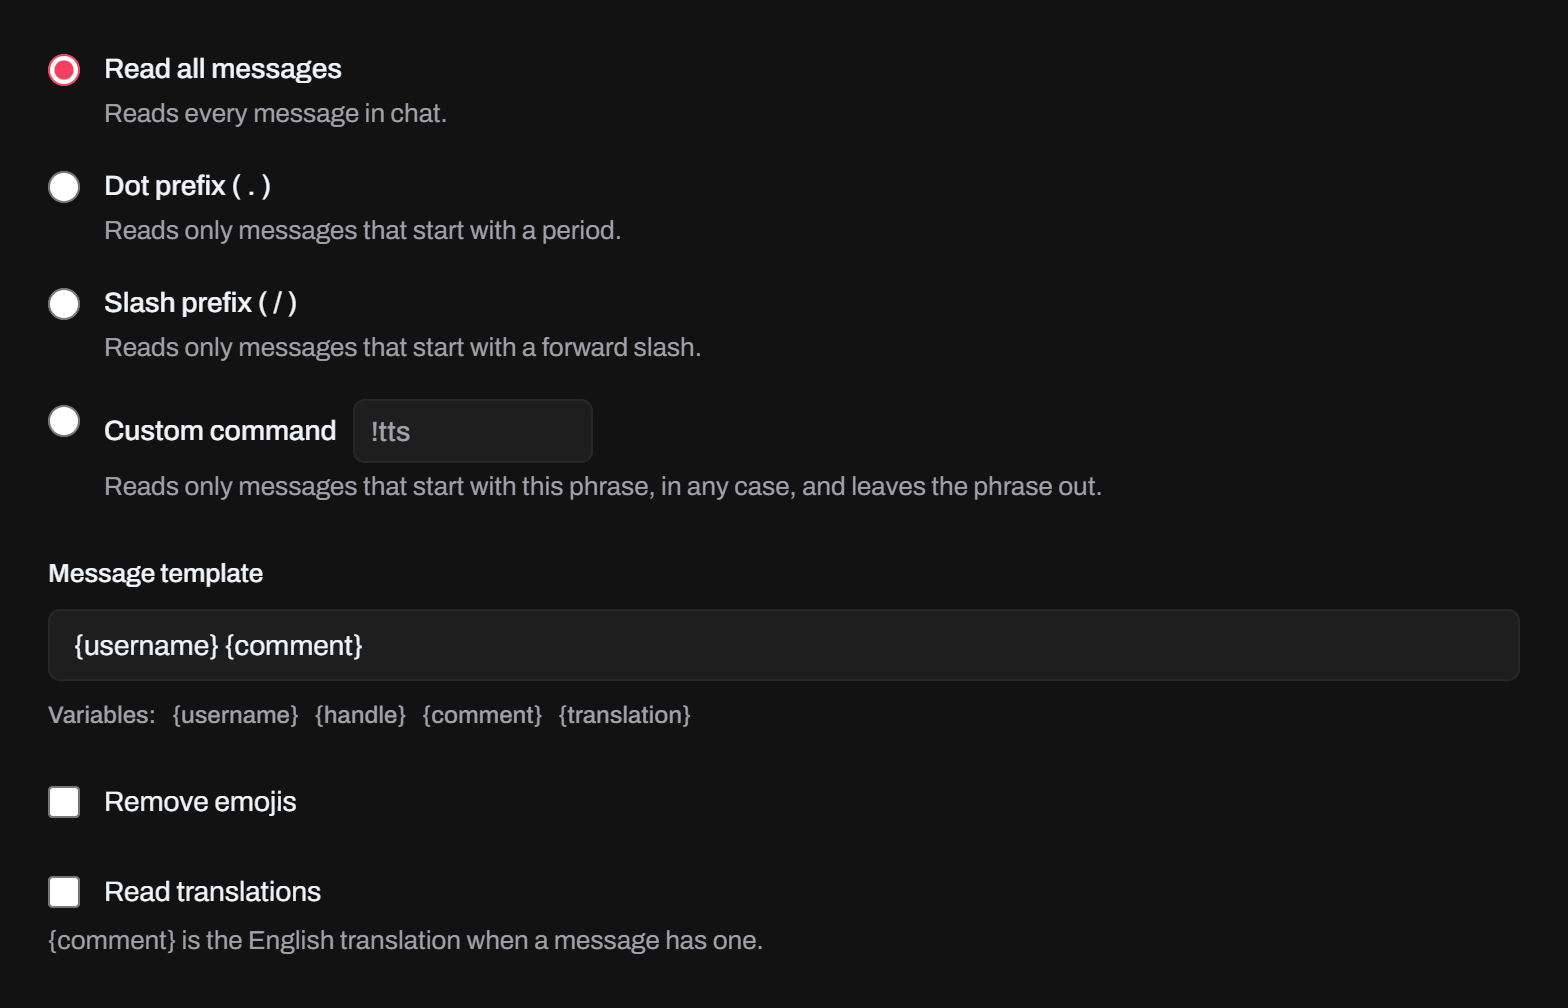 Read all messages
Reads every message in chat.
Dot prefix ( . )
Reads only messages that start with a period.
Slash prefix ( / )
Reads only messages that start with a forward slash.
Custom command !tts
Reads only messages that start with this phrase, in any case, and leaves the phrase out.
Message template
{username} {comment}
Variables: {username} {handle} {comment} {translation}
Remove emojis
Read translations
{comment} is the English translation when a message has one.